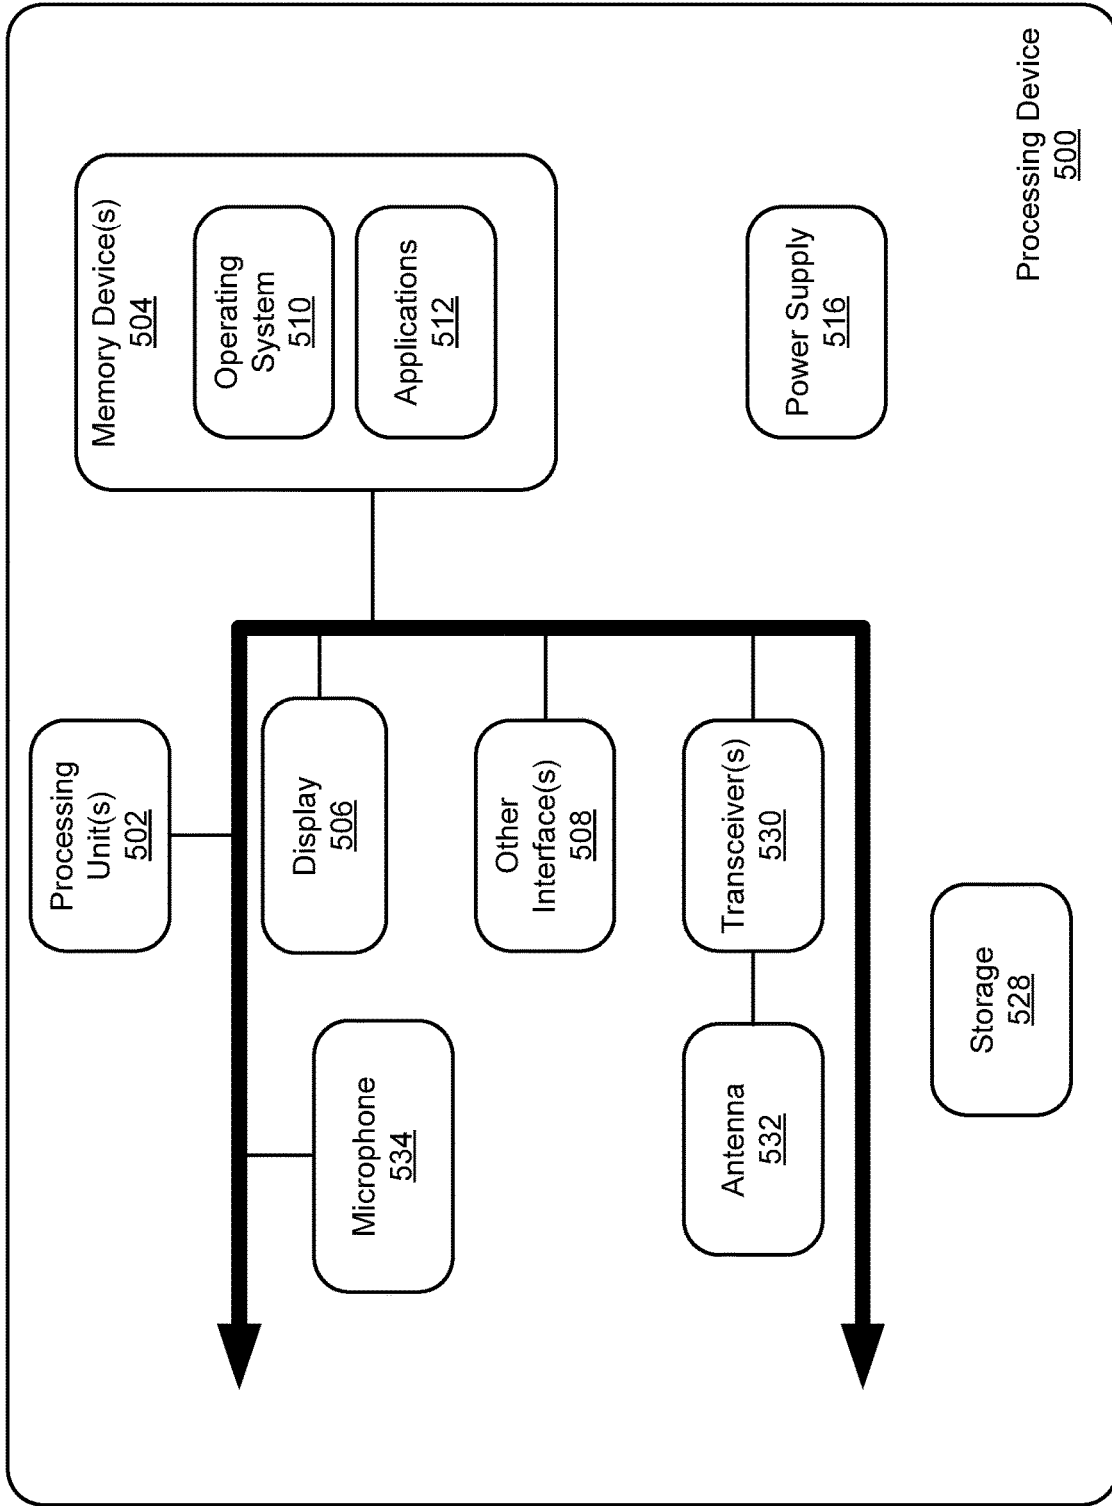 Processing
Unit(s)
502
Memory Device(s)
504
Operating
System
510
Applications
512
Display
506
Microphone
534
Other
Interface(s)
508
Transceiver(s)
530
Antenna
532
Power Supply
516
Storage
528
Processing Device
500